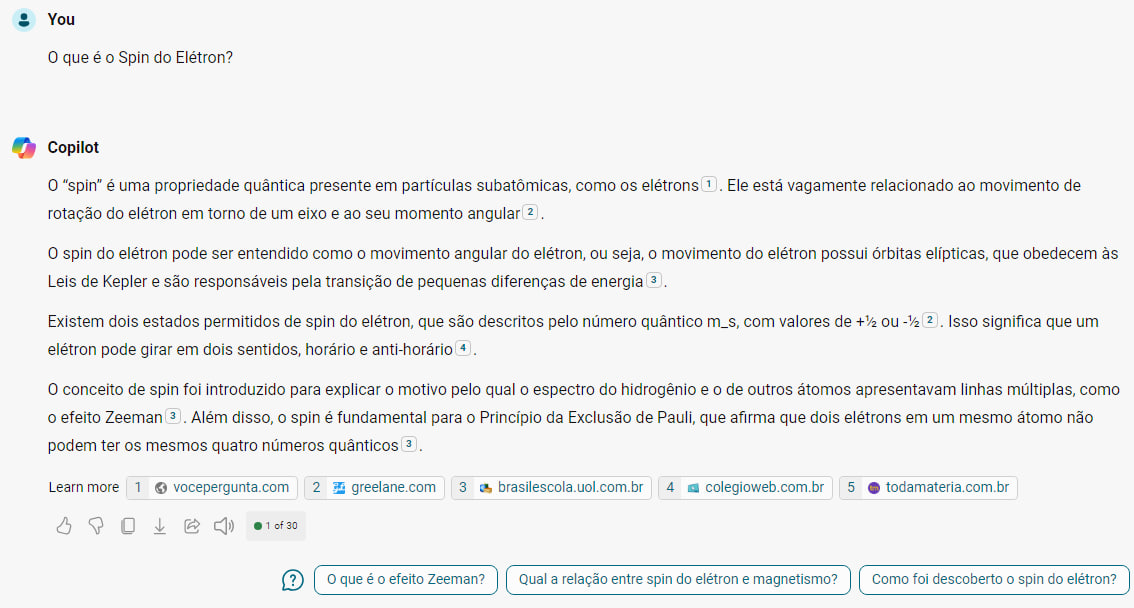 You
O que é o Spin do Elétron?
Copilot
O “spin” é uma propriedade quântica presente em partículas subatômicas, como os elétrons 1 . Ele está vagamente relacionado ao movimento de
rotação do elétron em torno de um eixo e ao seu momento angular 2 .
O spin do elétron pode ser entendido como o movimento angular do elétron, ou seja, o movimento do elétron possui órbitas elípticas, que obedecem às
Leis de Kepler e são responsáveis pela transição de pequenas diferenças de energia 3 .
Existem dois estados permitidos de spin do elétron, que são descritos pelo número quântico m_s, com valores de +½ ou -½ 2 . Isso significa que um
elétron pode girar em dois sentidos, horário e anti-horário 4 .
O conceito de spin foi introduzido para explicar o motivo pelo qual o espectro do hidrogênio e o de outros átomos apresentavam linhas múltiplas, como
o efeito Zeeman 3 . Além disso, o spin é fundamental para o Princípio da Exclusão de Pauli, que afirma que dois elétrons em um mesmo átomo não
podem ter os mesmos quatro números quânticos 3 .
Learn more 1 vocepergunta.com 2 greelane.com 3 brasilescola.uol.com.br 4 colegioweb.com.br 5 tm todamateria.com.br
1 of 30
O que é o efeito Zeeman? Qual a relação entre spin do elétron e magnetismo? Como foi descoberto o spin do elétron?